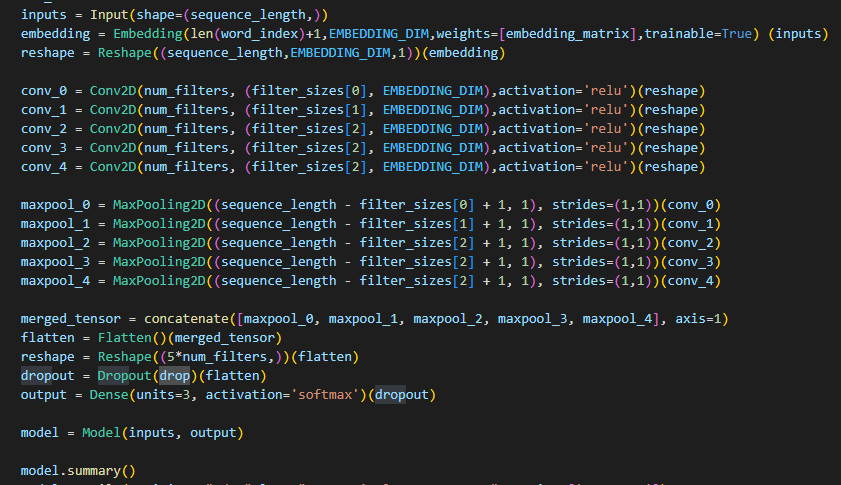 inputs = Input(shape=(sequence_length,))
embedding = Embedding(len(word_index)+1,EMBEDDING_DIM,weights=[embedding_matrix],trainable=True) (inputs)
reshape = Reshape((sequence_length,EMBEDDING_DIM,1))(embedding)
conv_0 = Conv2D(num_filters, (filter_sizes[0], EMBEDDING_DIM),activation='relu')(reshape)
conv_1 = Conv2D(num_filters, (filter_sizes[1], EMBEDDING_DIM),activation='relu')(reshape)
conv_2 = Conv2D(num_filters, (filter_sizes[2], EMBEDDING_DIM),activation='relu')(reshape)
conv_3 = Conv2D(num_filters, (filter_sizes[2], EMBEDDING_DIM),activation='relu')(reshape)
conv_4 = Conv2D(num_filters, (filter_sizes[2], EMBEDDING_DIM),activation='relu')(reshape)
maxpool_0 = MaxPooling2D((sequence_length - filter_sizes[0] + 1, 1), strides=(1,1))(conv_0)
maxpool_1 = MaxPooling2D((sequence_length - filter_sizes[1] + 1, 1), strides=(1,1))(conv_1)
maxpool_2 = MaxPooling2D((sequence_length - filter_sizes[2] + 1, 1), strides=(1,1))(conv_2)
maxpool_3 = MaxPooling2D((sequence_length - filter_sizes[2] + 1, 1), strides=(1,1))(conv_3)
maxpool_4 = MaxPooling2D((sequence_length - filter_sizes[2] + 1, 1), strides=(1,1))(conv_4)
merged_tensor = concatenate([maxpool_0, maxpool_1, maxpool_2, maxpool_3, maxpool_4], axis=1)
flatten = Flatten()(merged_tensor)
reshape = Reshape((5*num_filters,))(flatten)
dropout = Dropout(drop)(flatten)
output = Dense(units=3, activation='softmax')(dropout)
model = Model(inputs, output)
model.summary()